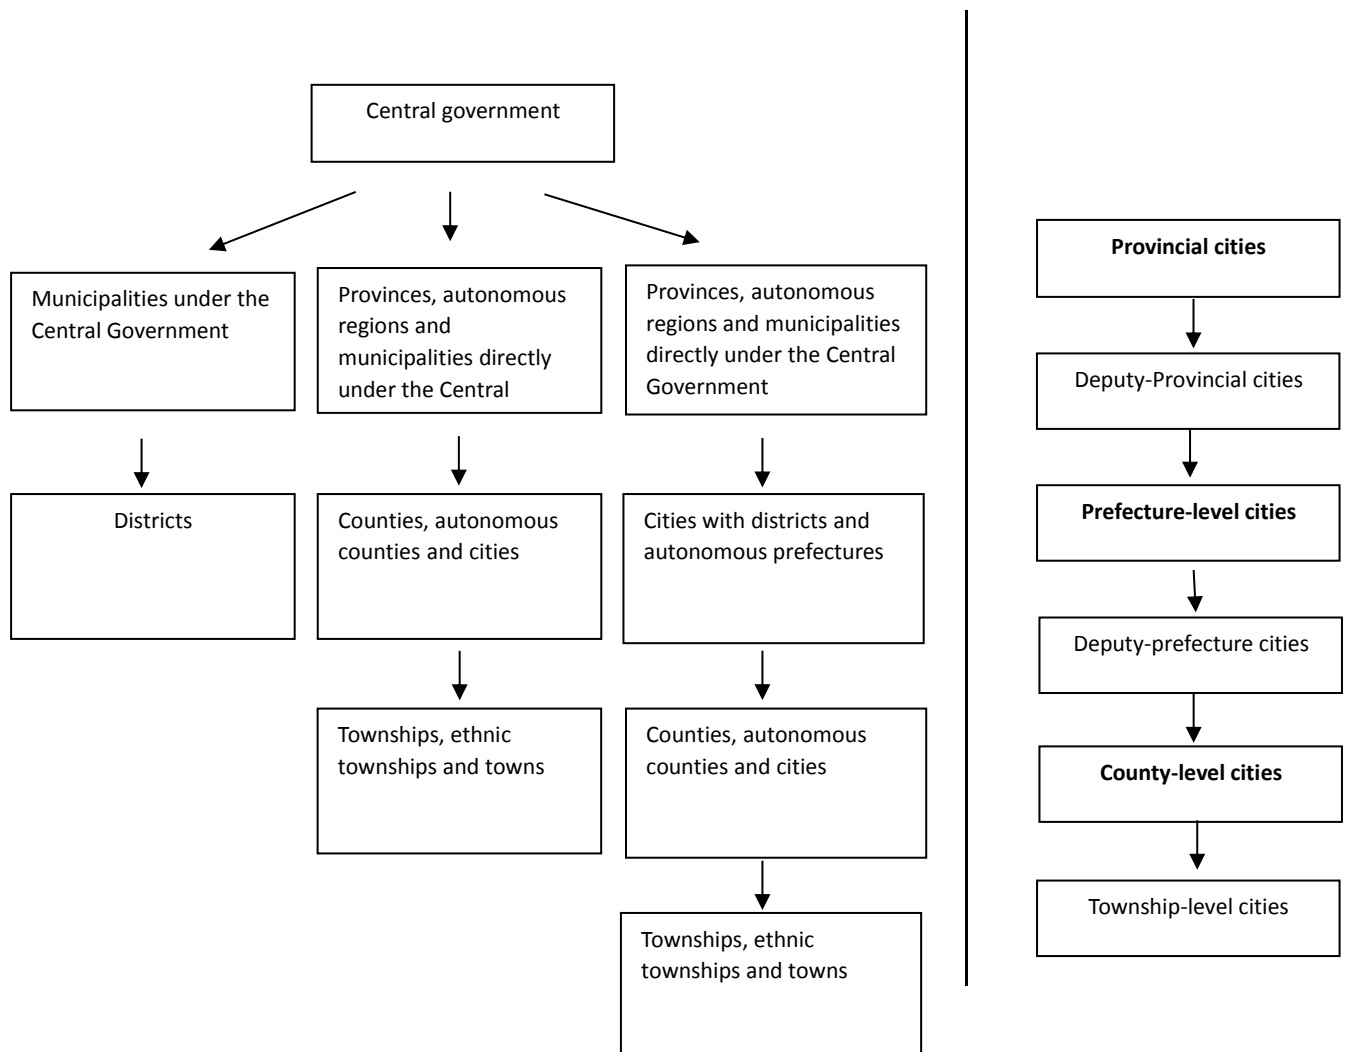 Central government
Municipalities under the
Central Government
Provinces, autonomous
regions and
municipalities directly
under the Central
Provinces, autonomous
regions and municipalities
directly under the Central
Government
Districts
Counties, autonomous
counties and cities
Cities with districts and
autonomous prefectures
Townships, ethnic
townships and towns
Counties, autonomous
counties and cities
Townships, ethnic
townships and towns
Provincial cities
Deputy-Provincial cities
Prefecture-level cities
Deputy-prefecture cities
County-level cities
Township-level cities